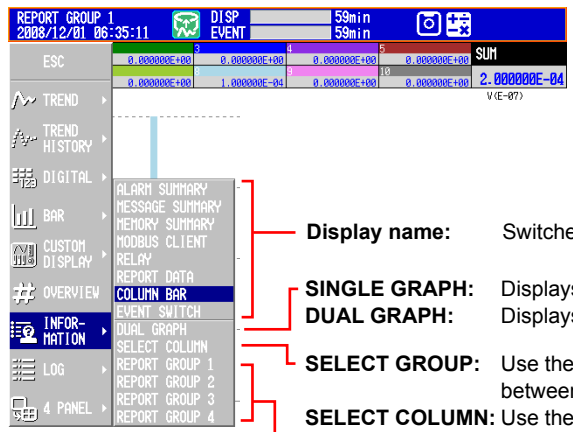 REPORT GROUP 1
2008/12/01 06:35:11
DISP 59min
EVENT 59min
3 4 5 SUM
0.000000E+00 0.000000E+00 0.000000E+00 0.000000E+00
9 10
0.000000E+00 1.000000E-04 0.000000E+00 0.000000E+00 2.000000E-04
V(E-07)
ESC
TREND
TREND
HISTORY
DIGITAL
BAR
CUSTOM
DISPLAY
OVERVIEW
INFOR-
MATION
LOG
4 PANEL
ALARM SUMMARY
MESSAGE SUMMARY
MEMORY SUMMARY
MODBUS CLIENT
RELAY
REPORT DATA
COLUMN BAR
EVENT SWITCH
DUAL GRAPH
SELECT COLUMN
REPORT GROUP 1
REPORT GROUP 2
REPORT GROUP 3
REPORT GROUP 4
Display name: Switche
SINGLE GRAPH: Displays
DUAL GRAPH: Displays
SELECT GROUP: Use the
between
SELECT COLUMN: Use the